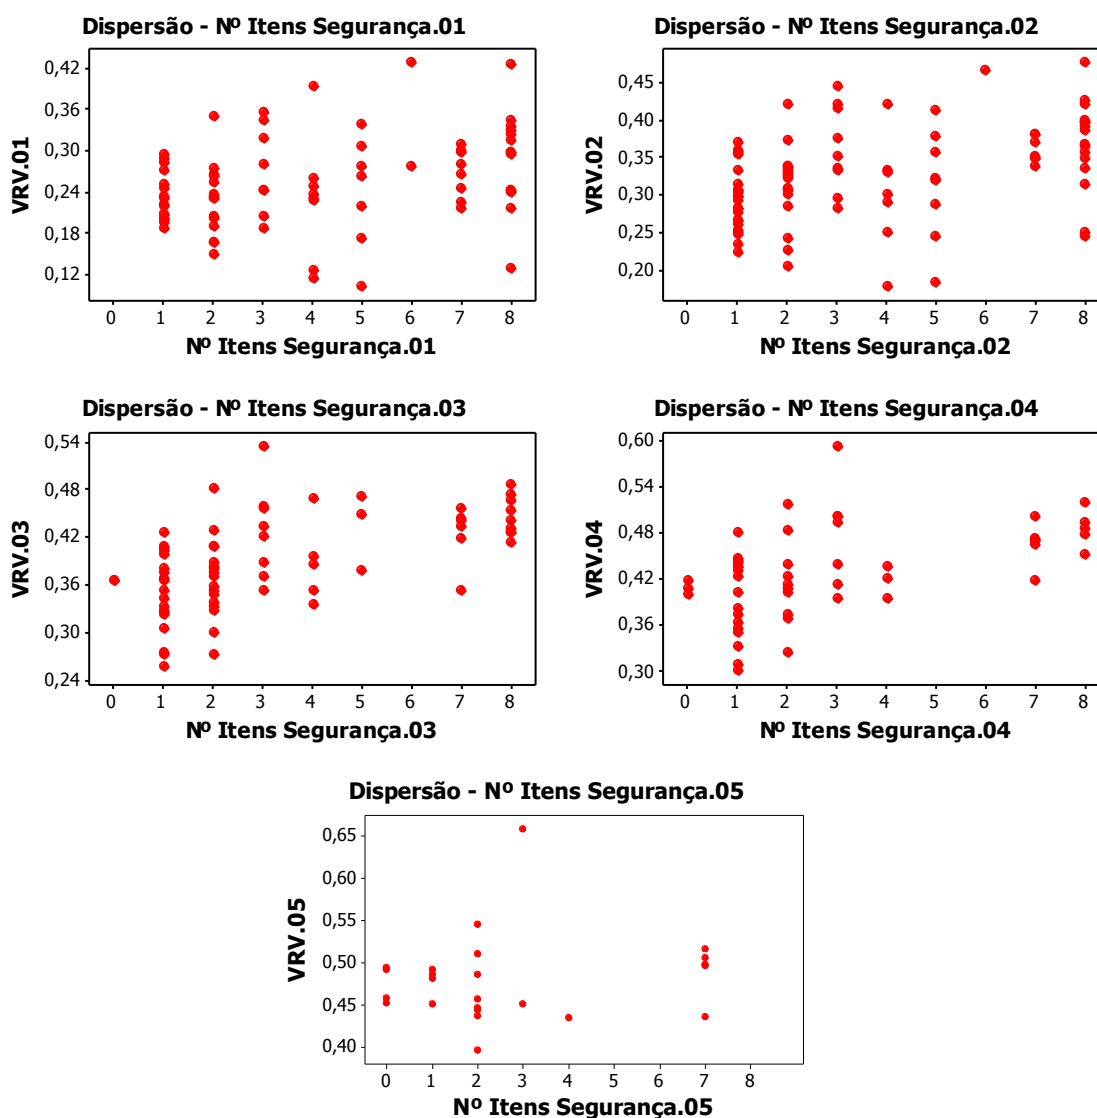 Dispersão - Nº Itens Segurança.01
0,42
0,36
0,30
0,24
0,18
0,12
VRV.01
0 1 2 3 4 5 6 7 8
Nº Itens Segurança.01
Dispersão - Nº Itens Segurança.02
0,45
0,40
0,35
0,30
0,25
0,20
VRV.02
0 1 2 3 4 5 6 7 8
Nº Itens Segurança.02
Dispersão - Nº Itens Segurança.03
0,54
0,48
0,42
0,36
0,30
0,24
VRV.03
0 1 2 3 4 5 6 7 8
Nº Itens Segurança.03
Dispersão - Nº Itens Segurança.04
0,60
0,54
0,48
0,42
0,36
0,30
VRV.04
0 1 2 3 4 5 6 7 8
Nº Itens Segurança.04
Dispersão - Nº Itens Segurança.05
0,65
0,60
0,55
0,50
0,45
0,40
VRV.05
0 1 2 3 4 5 6 7 8
Nº Itens Segurança.05